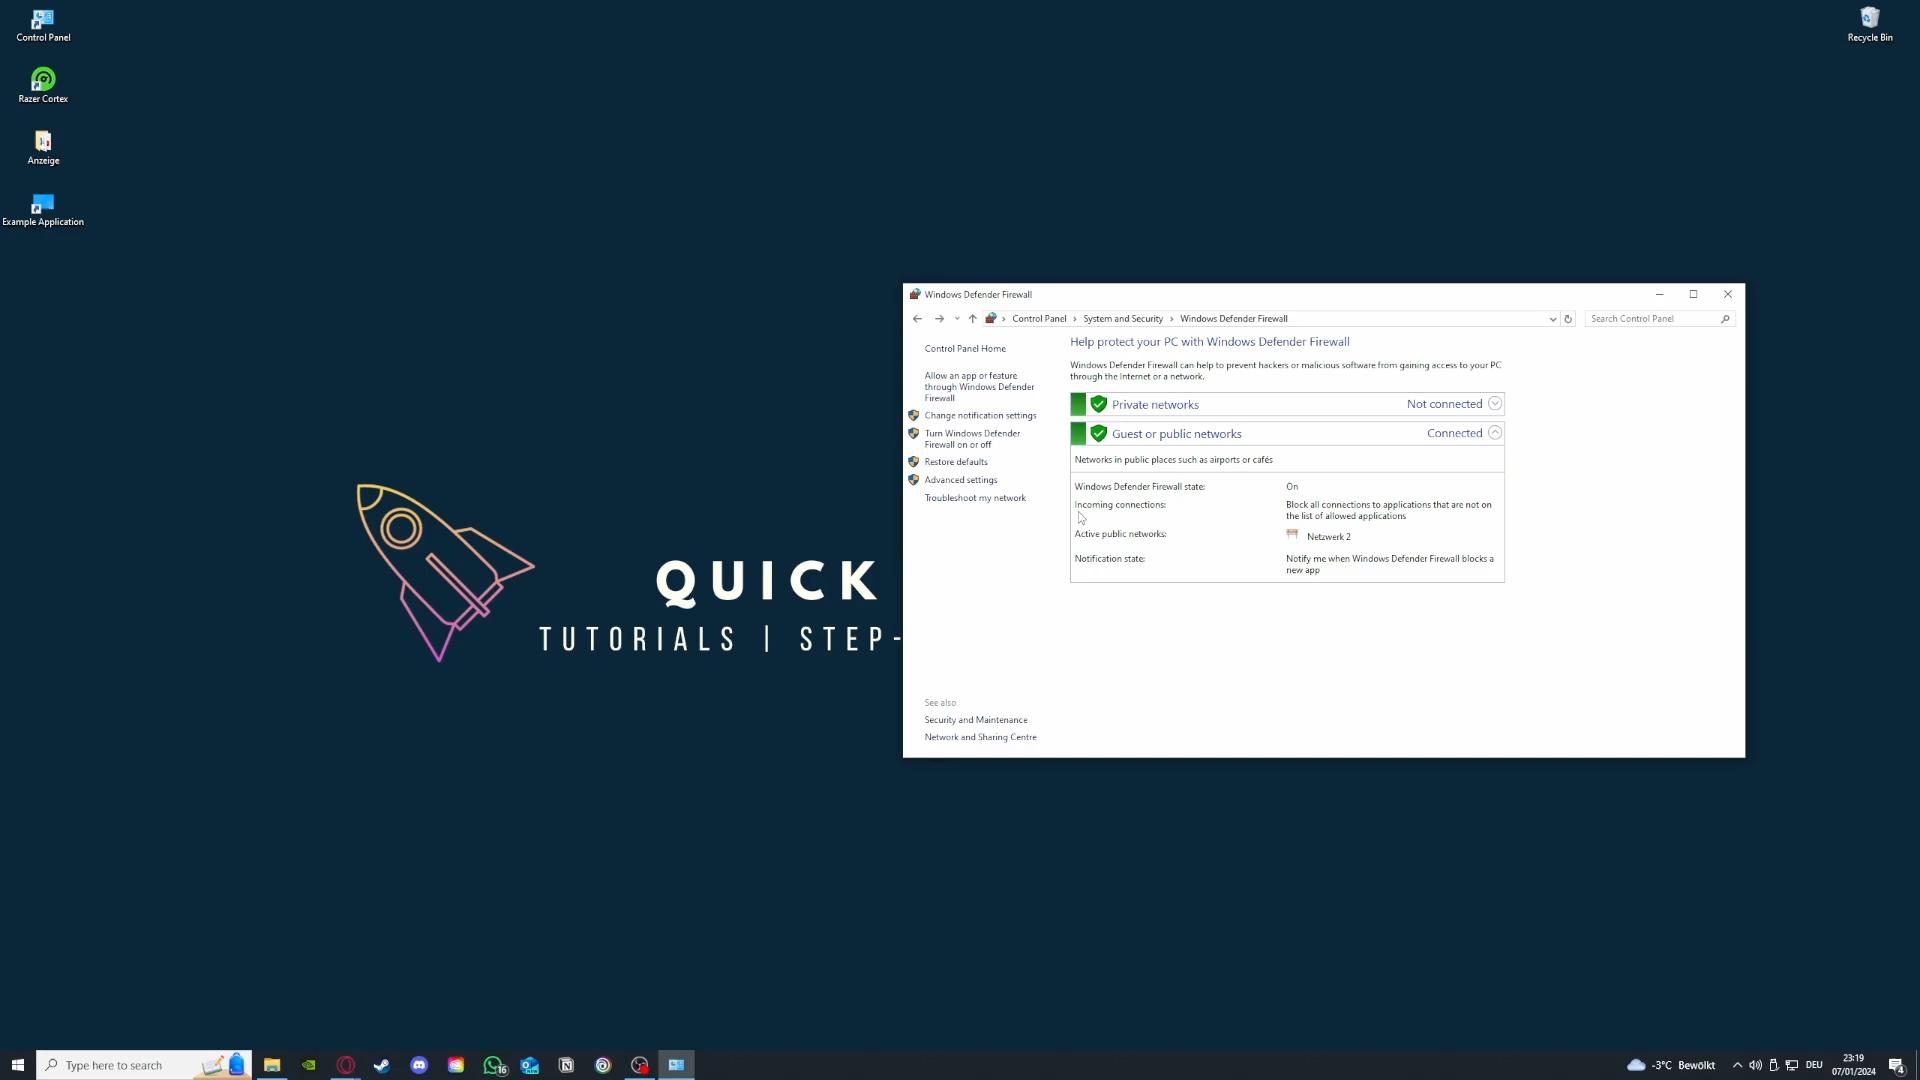 Control Panel
Razer Cortex
Anzeige
Example Application
Recycle Bin
QUICK
TUTORIALS | STEP-
Windows Defender Firewall
Control Panel › System and Security › Windows Defender Firewall
Search Control Panel
Control Panel Home
Allow an app or feature
through Windows Defender
Firewall
Change notification settings
Turn Windows Defender
Firewall on or off
Restore defaults
Advanced settings
Troubleshoot my network
See also
Security and Maintenance
Network and Sharing Centre
Help protect your PC with Windows Defender Firewall
Windows Defender Firewall can help to prevent hackers or malicious software from gaining access to your PC
through the Internet or a network.
Private networks Not connected
Guest or public networks Connected
Networks in public places such as airports or cafés
Windows Defender Firewall state: On
Incoming connections: Block all connections to applications that are not on
the list of allowed applications
Active public networks: Netzwerk 2
Notification state: Notify me when Windows Defender Firewall blocks a
new app
Type here to search
16
-3°C Bewölkt
DEU
23:19
07/01/2024
4